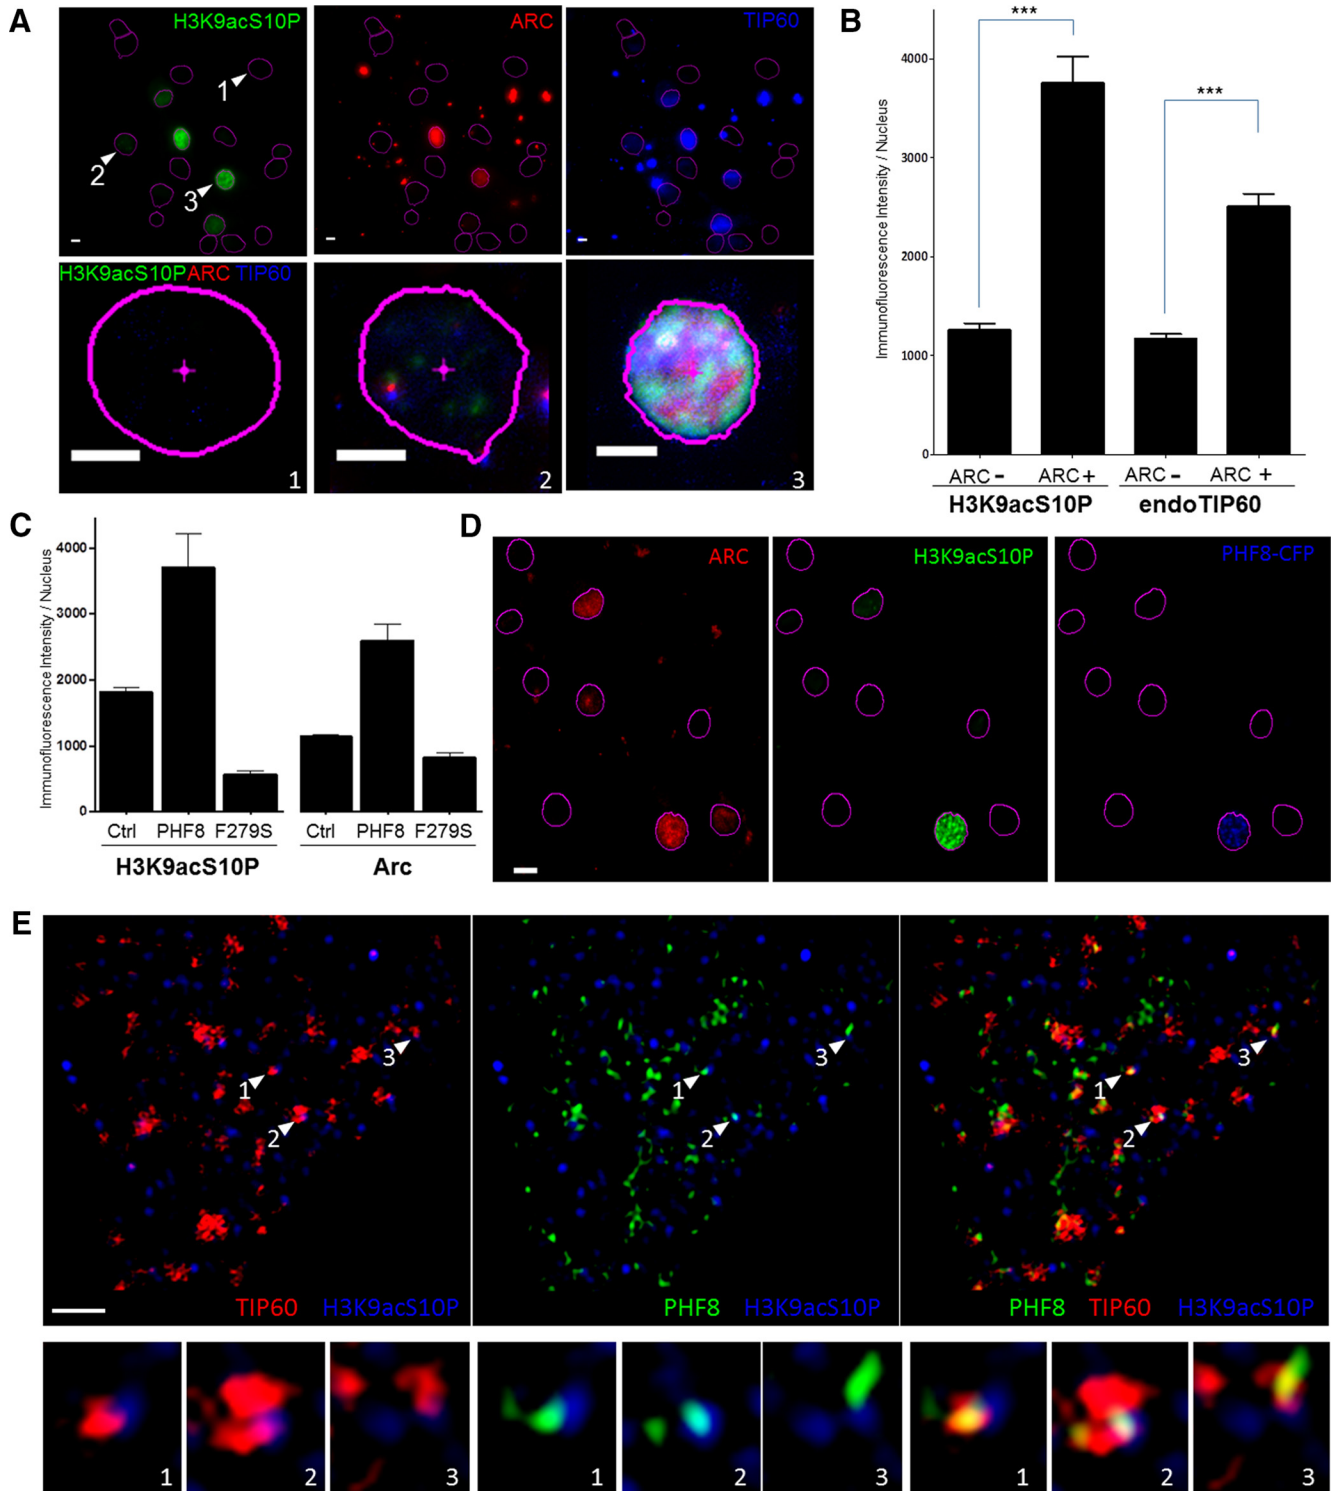 A
H3K9acS10P
ARC
TIP60
1
2
3
H3K9acS10P ARC TIP60
1
2
3
B
Immunofluorescence Intensity / Nucleus
4000
3000
2000
1000
0
***
***
ARC - ARC + ARC - ARC +
H3K9acS10P endoTIP60
C
Immunofluorescence Intensity / Nucleus
4000
3000
2000
1000
0
Ctrl PHF8 F279S Ctrl PHF8 F279S
H3K9acS10P Arc
D
ARC
H3K9acS10P
PHF8-CFP
E
1
2
3
TIP60 H3K9acS10P
1
2
3
PHF8 H3K9acS10P
1
2
3
PHF8 TIP60 H3K9acS10P
1 2 3 1 2 3 1 2 3